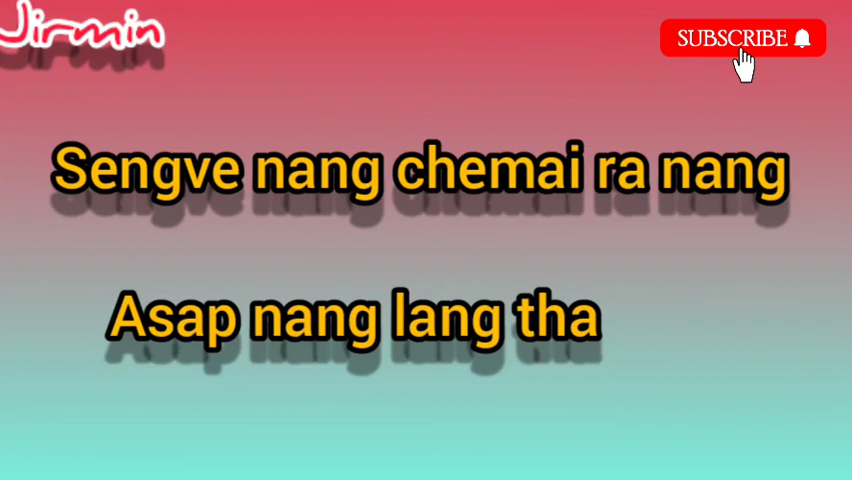 Jirmin
SUBSCRIBE
Sengve nang chemai ra nang
Asap nang lang tha